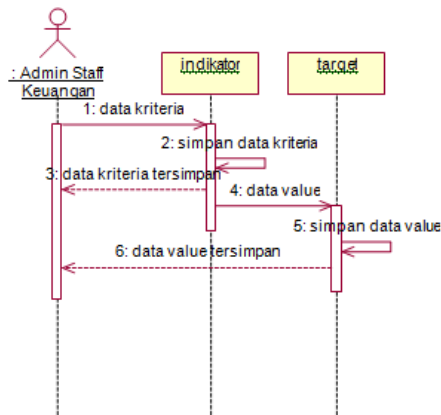 : Admin Staff
Keuangan
indikator
target
1: data kriteria
2: simpan data kriteria
3: data kriteria tersimpan
4: data value
5: simpan data value
6: data value tersimpan